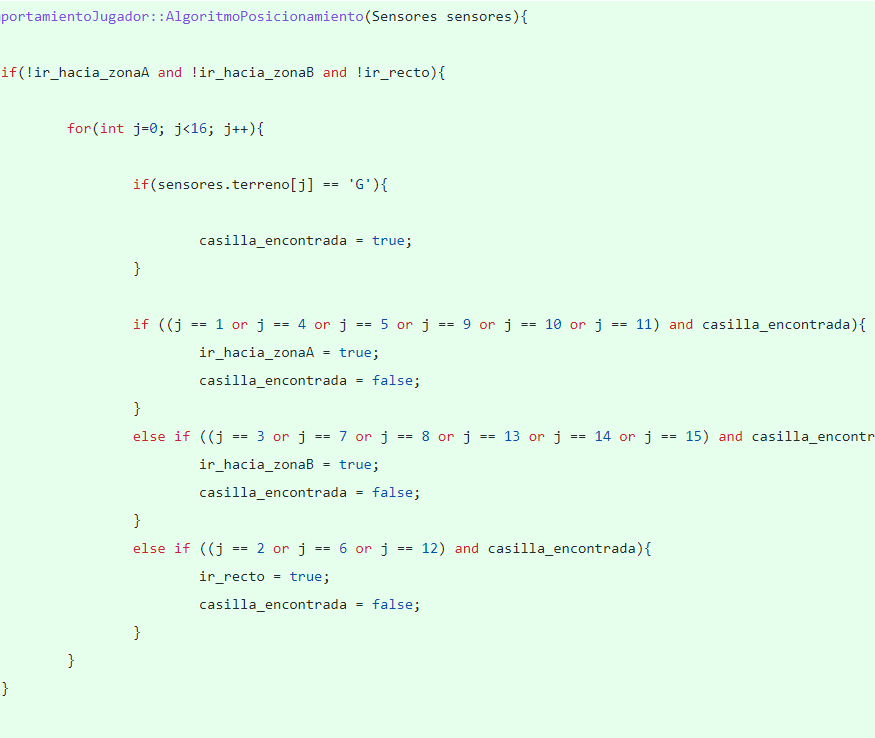 portamientoJugador::AlgoritmoPosicionamiento(Sensores sensores){
if(!ir_hacia_zonaA and !ir_hacia_zonaB and !ir_recto){
for(int j=0; j<16; j++){
if(sensores.terreno[j] == 'G'){
casilla_encontrada = true;
}
if ((j == 1 or j == 4 or j == 5 or j == 9 or j == 10 or j == 11) and casilla_encontrada){
ir_hacia_zonaA = true;
casilla_encontrada = false;
}
else if ((j == 3 or j == 7 or j == 8 or j == 13 or j == 14 or j == 15) and casilla_encontr
ir_hacia_zonaB = true;
casilla_encontrada = false;
}
else if ((j == 2 or j == 6 or j == 12) and casilla_encontrada){
ir_recto = true;
casilla_encontrada = false;
}
}
}